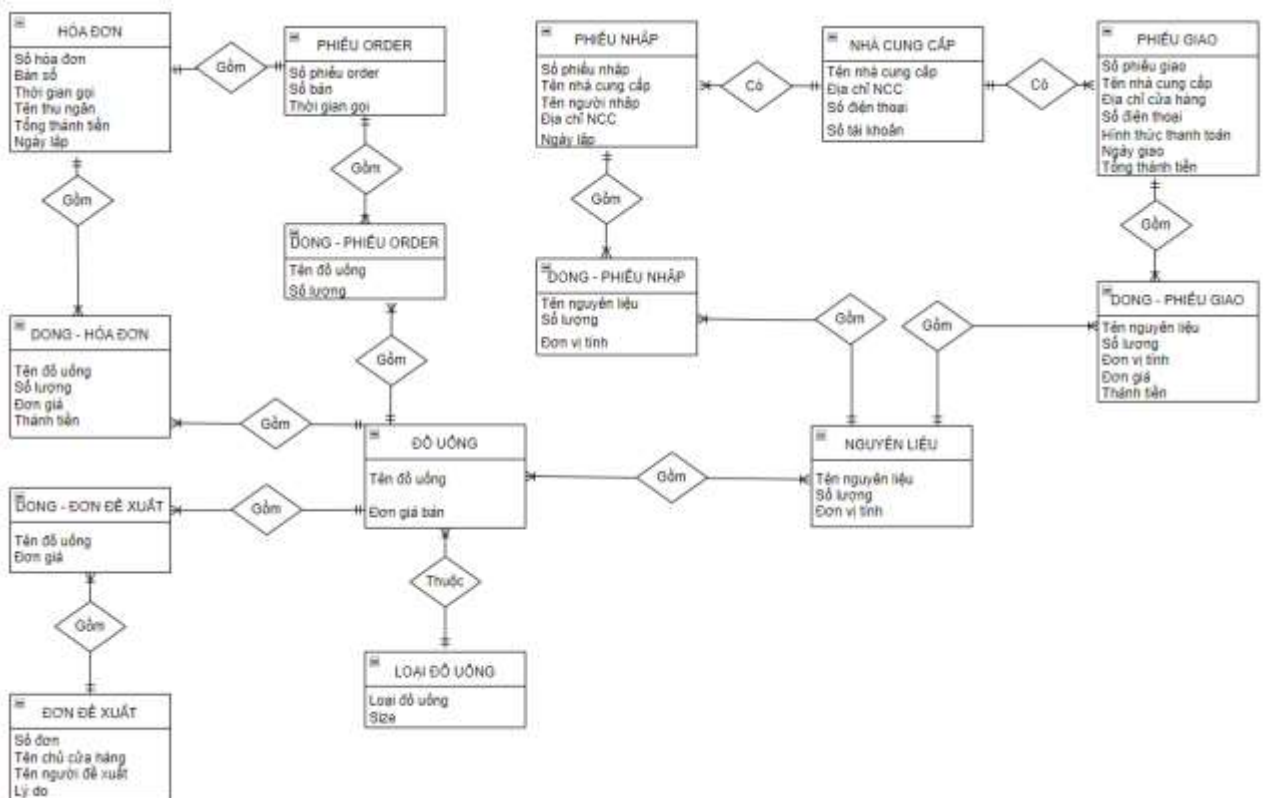 HÓA ĐƠN
Số hóa đơn
Bàn số
Thời gian gọi
Tên thu ngân
Tổng thành tiền
Ngày lập
Gồm
PHIẾU ORDER
Số phiếu order
Số bàn
Thời gian gọi
PHIẾU NHẬP
Số phiếu nhập
Tên nhà cung cấp
Tên người nhập
Địa chỉ NCC
Ngày lập
Có
NHÀ CUNG CẤP
Tên nhà cung cấp
Địa chỉ NCC
Số điện thoại
Số tài khoản
Có
PHIẾU GIAO
Số phiếu giao
Tên nhà cung cấp
Địa chỉ cửa hàng
Số điện thoại
Hình thức thanh toán
Ngày giao
Tổng thành tiền
Gồm
Gồm
Gồm
Gồm
DONG - PHIẾU ORDER
Tên đồ uống
Số lượng
DONG - PHIẾU NHẬP
Tên nguyên liệu
Số lượng
Đơn vị tính
DONG - PHIẾU GIAO
Tên nguyên liệu
Số lượng
Đơn vị tính
Đơn giá
Thành tiền
Gồm
Gồm
DONG - HÓA ĐƠN
Tên đồ uống
Số lượng
Đơn giá
Thành tiền
Gồm
Gồm
ĐỒ UỐNG
Tên đồ uống
Đơn giá bán
Gồm
NGUYÊN LIỆU
Tên nguyên liệu
Số lượng
Đơn vị tính
DONG - ĐƠN ĐỀ XUẤT
Tên đồ uống
Đơn giá
Gồm
Thuộc
Gồm
LOẠI ĐỒ UỐNG
Loại đồ uống
Size
ĐƠN ĐỀ XUẤT
Số đơn
Tên chủ cửa hàng
Tên người đề xuất
Lý do